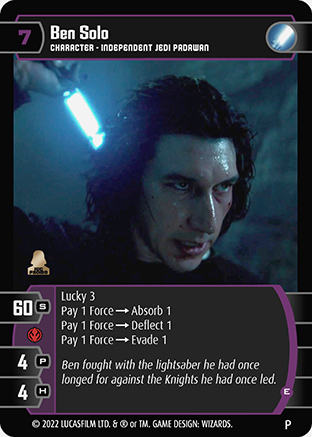 7
Ben Solo
CHARACTER - INDEPENDENT JEDI PADAWAN
60 S
4 P
4 H
Lucky 3
Pay 1 Force → Absorb 1
Pay 1 Force → Deflect 1
Pay 1 Force → Evade 1
Ben fought with the lightsaber he had once
longed for against the Knights he had once led.
E
© 2022 LUCASFILM LTD. & ® or TM. GAME DESIGN: WIZARDS.
P